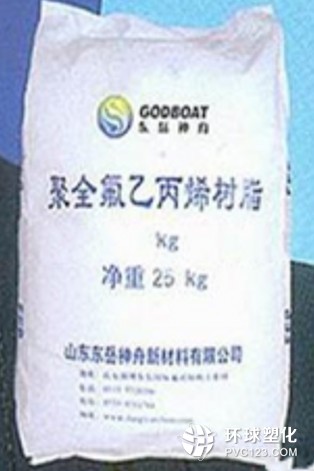 GODBOAT
东岳神舟
聚全氟乙丙烯树脂
kg
净重 25 kg
山东东岳神舟新材料有限公司
环球塑化
PVC123.COM